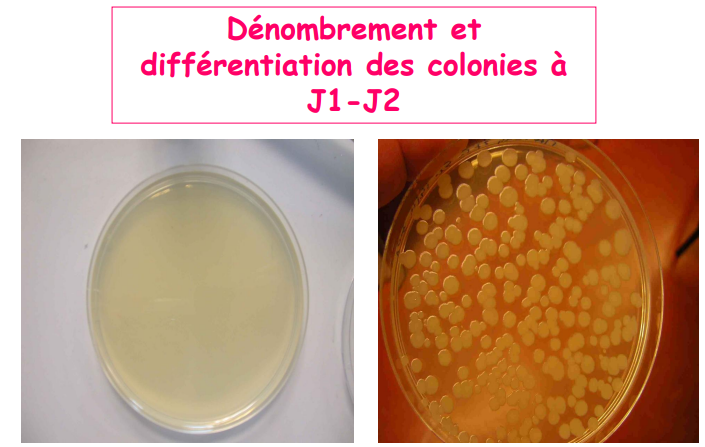 Dénombrement et
différentiation des colonies à
J1-J2